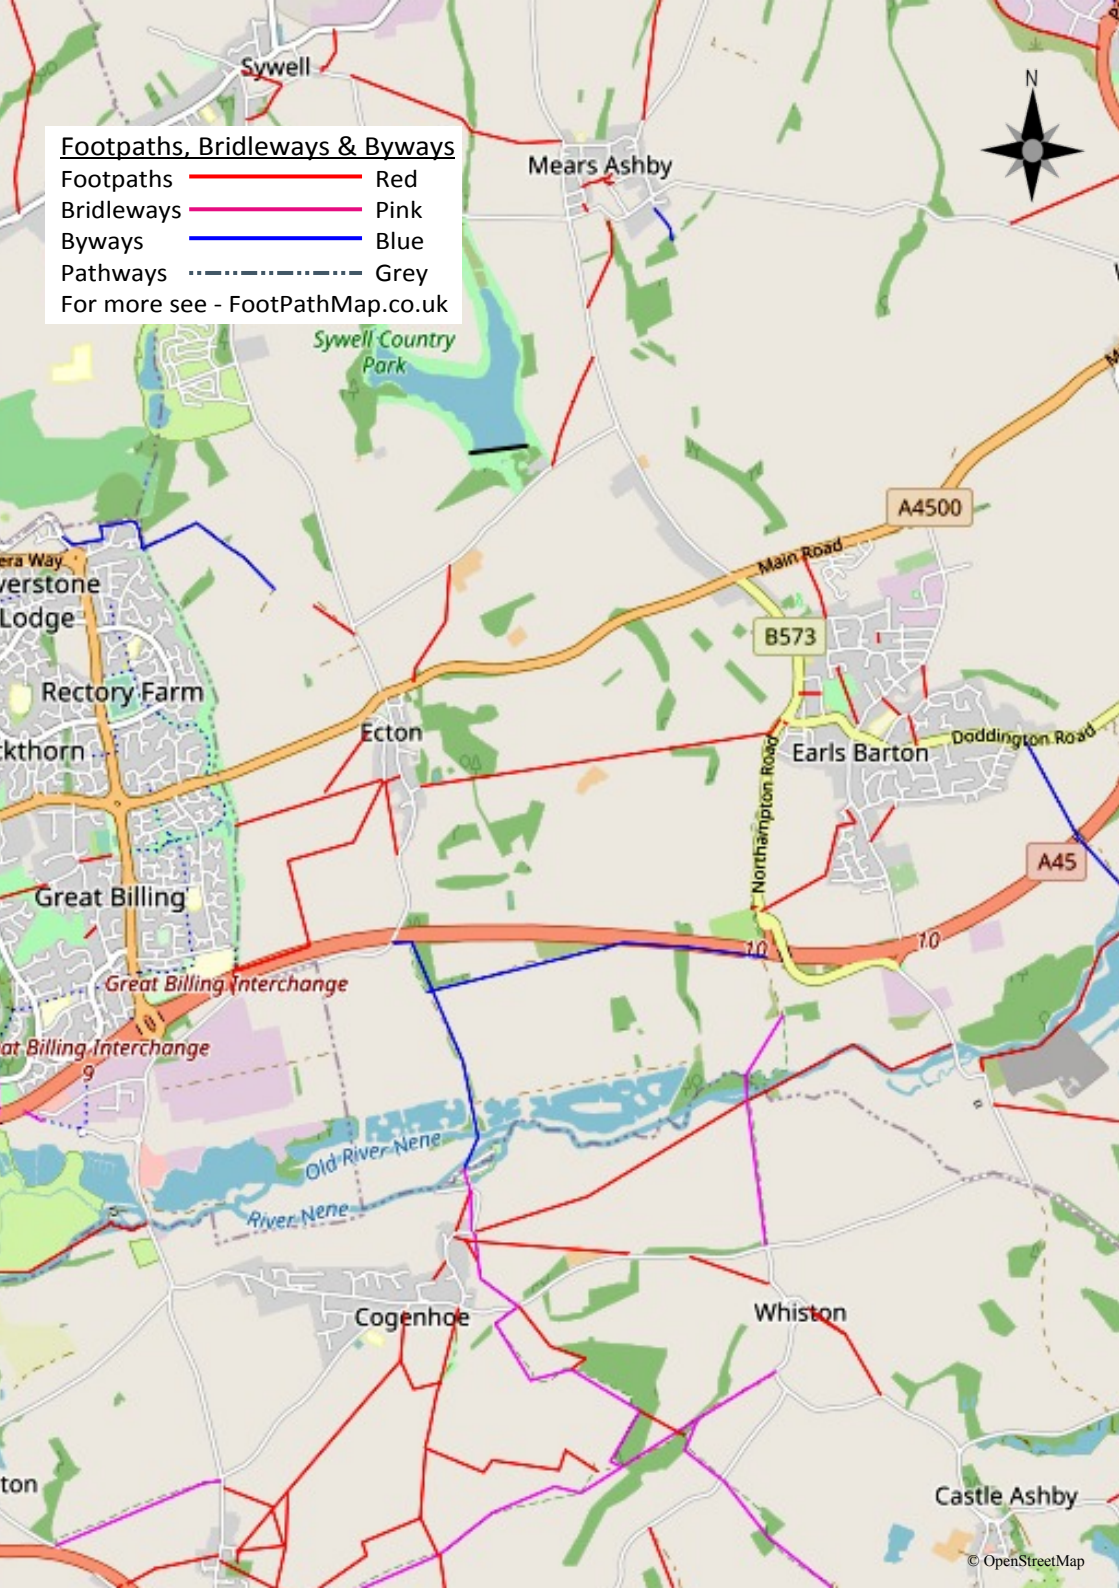 Sywell
N
Footpaths, Bridleways & Byways
Footpaths Red
Bridleways Pink
Byways Blue
Pathways Grey
For more see - FootPathMap.co.uk
Mears Ashby
Sywell Country
Park
A4500
Main Road
era Way
verstone
Lodge
B573
Rectory Farm
Ecton
ckthorn
Earls Barton
Doddington Road
Northampton Road
A45
Great Billing
10
10
Great Billing Interchange
10
at Billing Interchange
9
Old River Nene
River Nene
Cogenhoe
Whiston
ton
Castle Ashby
© OpenStreetMap